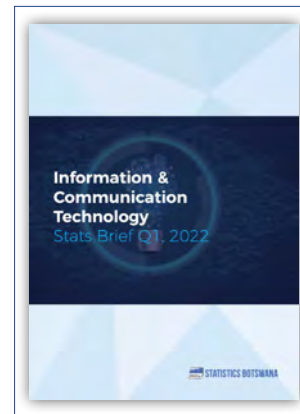 Information &
Communication
Technology
Stats Brief Q1, 2022
STATISTICS BOTSWANA